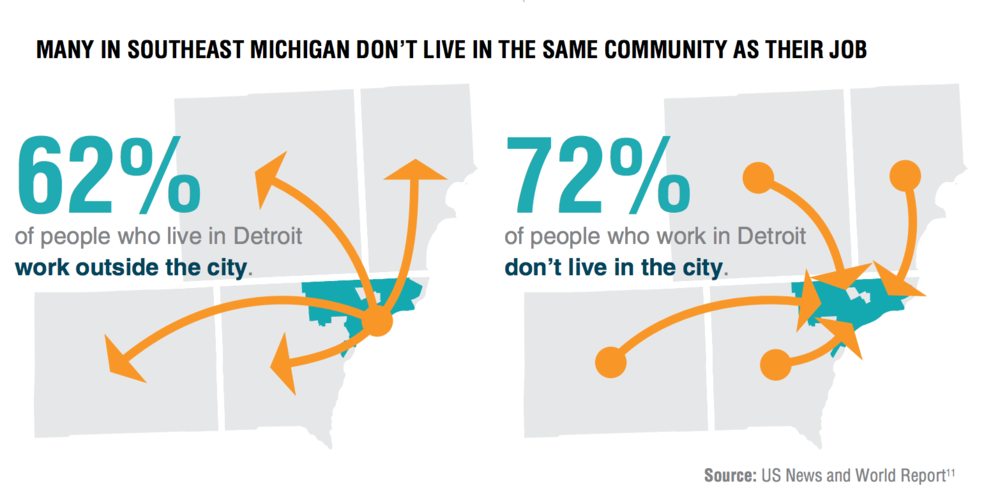 MANY IN SOUTHEAST MICHIGAN DON’T LIVE IN THE SAME COMMUNITY AS THEIR JOB
62%
of people who live in Detroit
work outside the city.
72%
of people who work in Detroit
don’t live in the city.
Source: US News and World Report¹¹